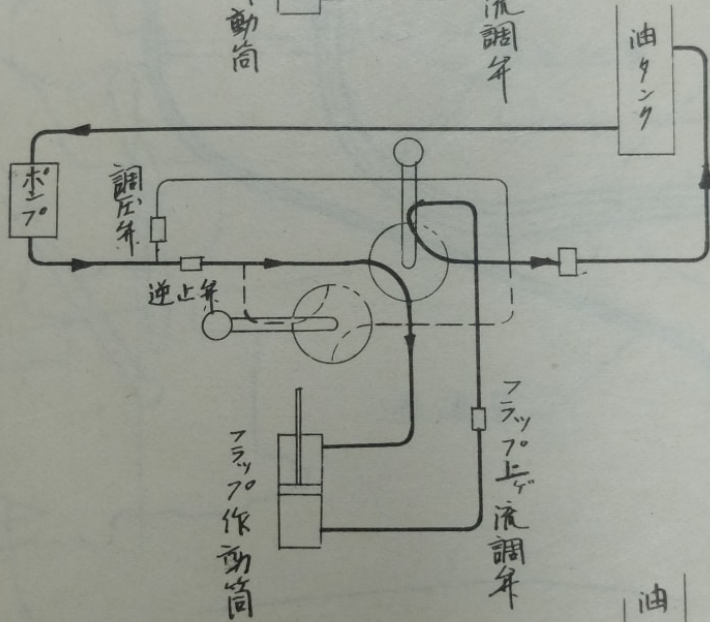 動筒
流調弁
油タンク
ポンプ
調圧弁
逆止弁
フラップ上ゲ流調弁
フラップ作動筒
油